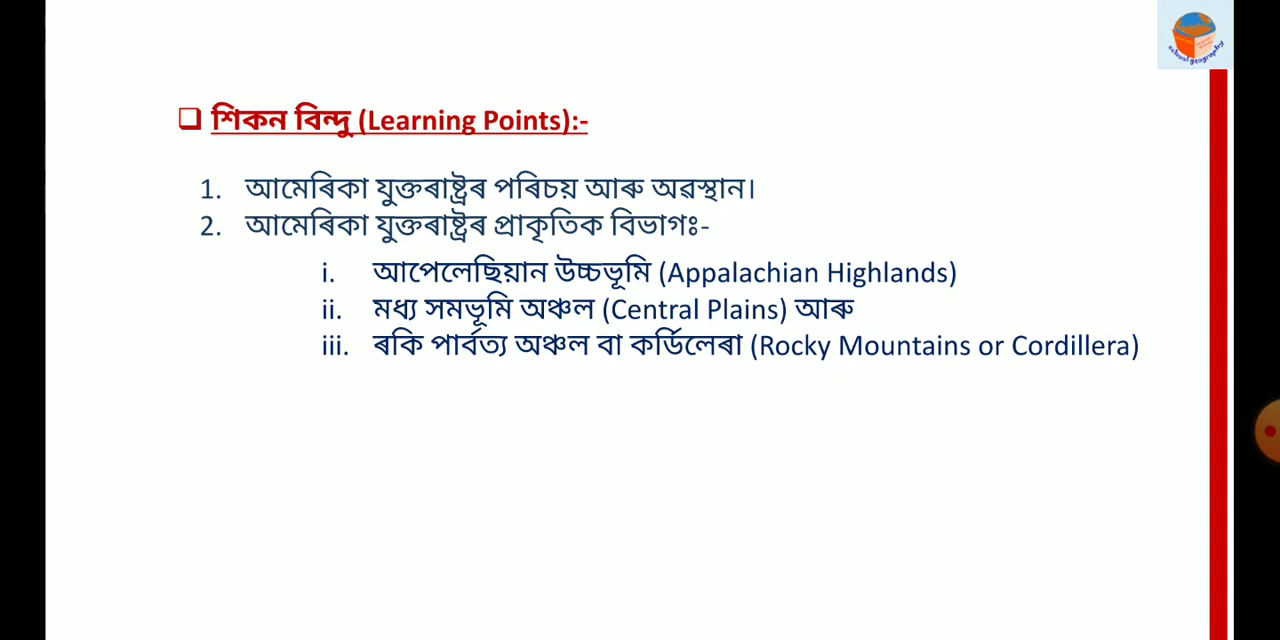 school geography
❑ শিকন বিন্দু (Learning Points):-
1. আমেৰিকা যুক্তৰাষ্ট্ৰৰ পৰিচয় আৰু অৱস্থান।
2. আমেৰিকা যুক্তৰাষ্ট্ৰৰ প্ৰাকৃতিক বিভাগঃ-
i. আপেলেছিয়ান উচ্চভূমি (Appalachian Highlands)
ii. মধ্য সমভূমি অঞ্চল (Central Plains) আৰু
iii. ৰকি পাৰ্বত্য অঞ্চল বা কৰ্ডিলেৰা (Rocky Mountains or Cordillera)